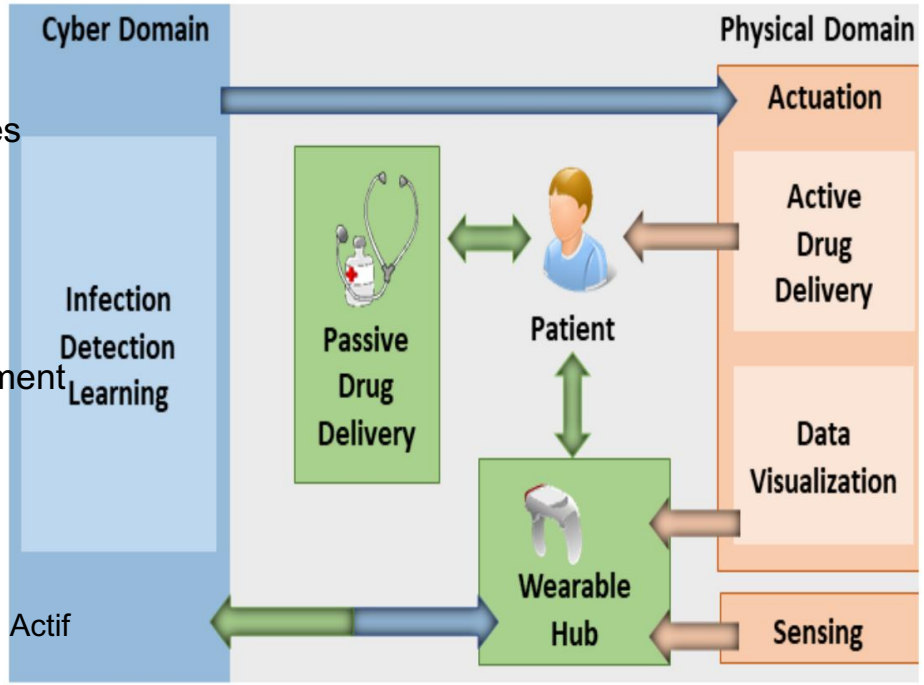 Cyber Domain
Physical Domain
Actuation
es
Active
Drug
Delivery
Infection
Detection
Learning
ment
Passive
Drug
Delivery
Patient
Data
Visualization
Wearable
Hub
Actif
Sensing